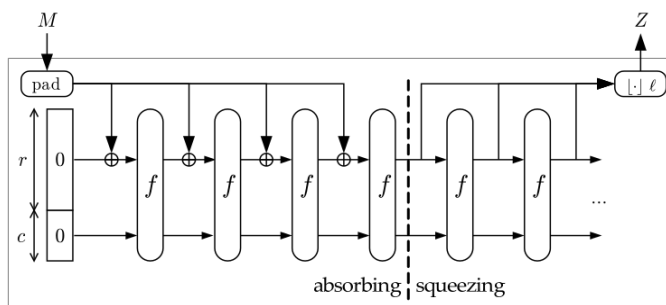 M Z
pad ⌊·⌋ ℓ
r 0 f f f f f f
c 0 ...
absorbing squeezing